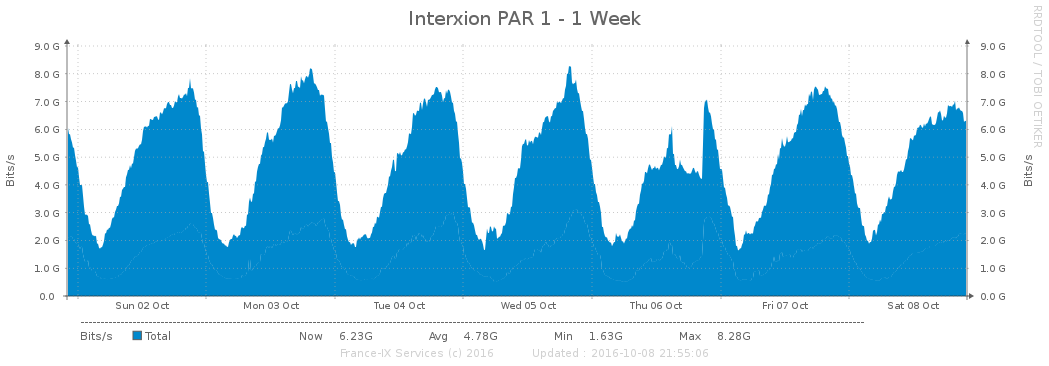 Interxion PAR 1 - 1 Week
RRDTOOL / TOBI OETIKER
Bits/s
9.0 G
8.0 G
7.0 G
6.0 G
5.0 G
4.0 G
3.0 G
2.0 G
1.0 G
0.0
9.0 G
8.0 G
7.0 G
6.0 G
5.0 G
4.0 G
3.0 G
2.0 G
1.0 G
0.0 G
Bits/s
Sun 02 Oct Mon 03 Oct Tue 04 Oct Wed 05 Oct Thu 06 Oct Fri 07 Oct Sat 08 Oct
Bits/s Total Now 6.23G Avg 4.78G Min 1.63G Max 8.28G
France-IX Services (c) 2016 Updated : 2016-10-08 21:55:06